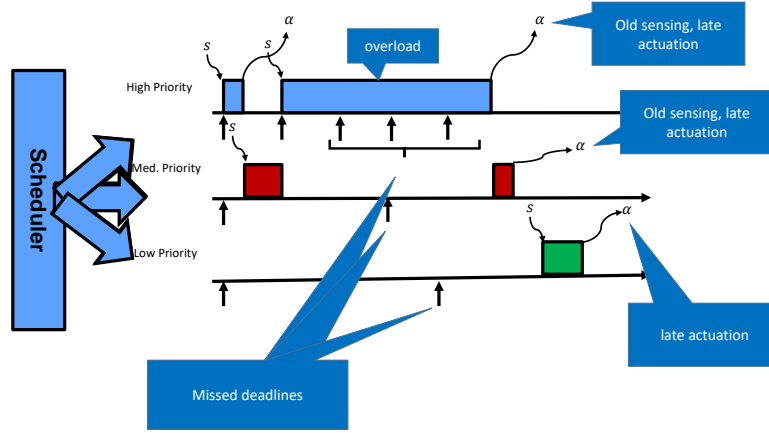 α
α
Old sensing, late
actuation
s
s
overload
High Priority
Scheduler
s
α
Old sensing, late
actuation
Med. Priority
s
α
Low Priority
late actuation
Missed deadlines